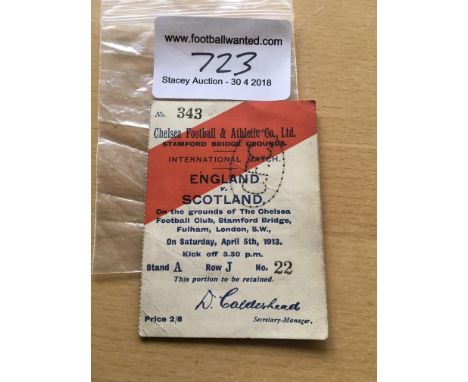 www.footballwanted.com
723
Stacey Auction - 30 4 2018
No. 343
Chelsea Football & Athletic Co., Ltd.
STAMFORD BRIDGE GROUNDS.
INTERNATIONAL MATCH.
ENGLAND
v.
SCOTLAND,
On the grounds of The Chelsea
Football Club, Stamford Bridge,
Fulham, London, S.W.,
On Saturday, April 5th, 1913.
Kick off 3.30 p.m.
Stand A Row J No. 22
This portion to be retained.
D. Calderhead
Price 2/6 Secretary-Manager.